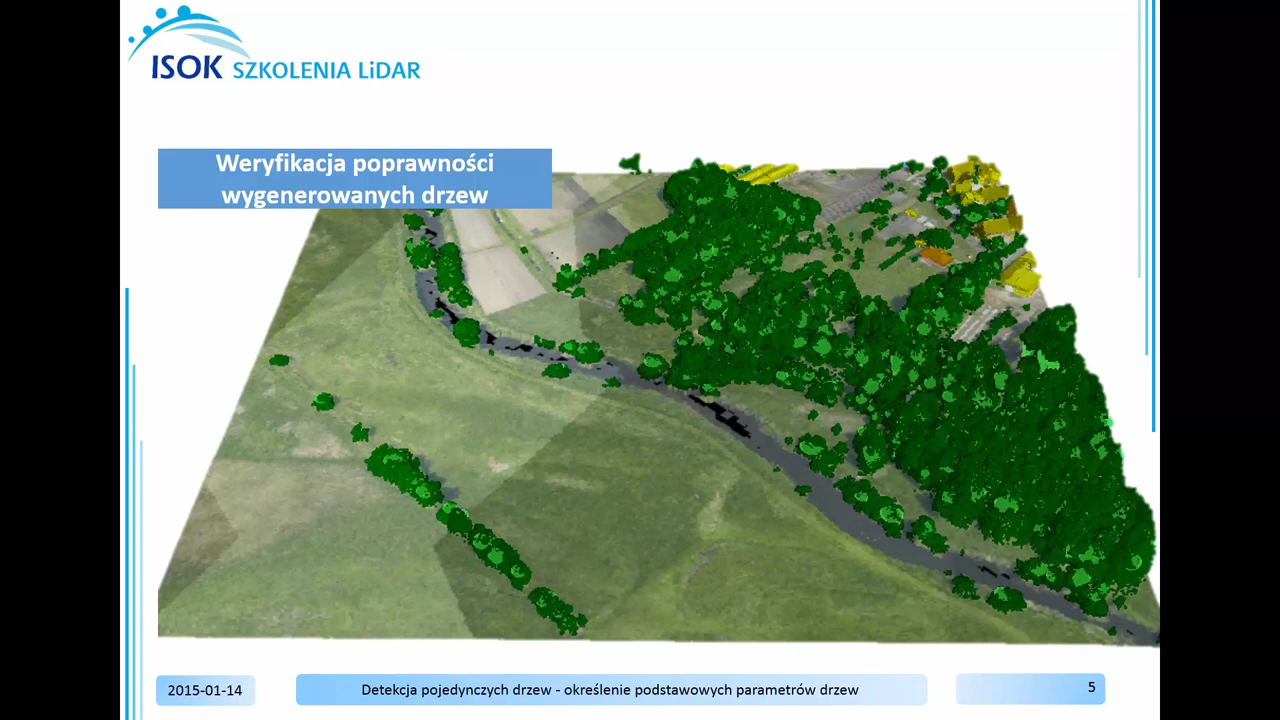 ISOK SZKOLENIA LiDAR
Weryfikacja poprawności
wygenerowanych drzew
2015-01-14
Detekcja pojedynczych drzew - określenie podstawowych parametrów drzew
5